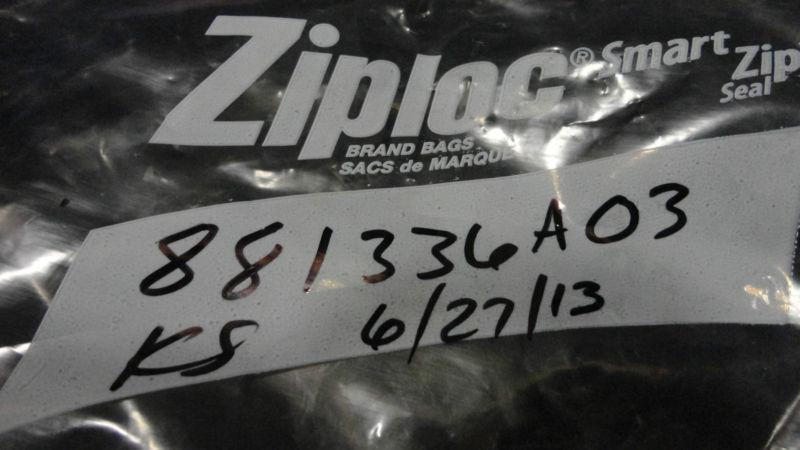 Ziploc® Smart Zip
Seal
BRAND BAGS
SACS de MARQUE
881336A03
KS 6/27/13